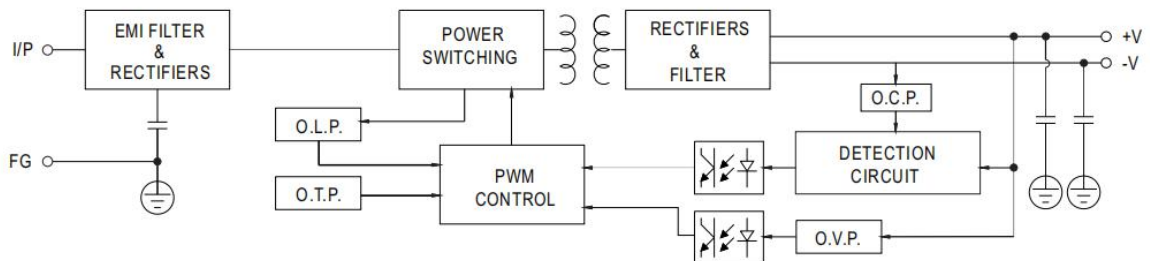 I/P
EMI FILTER
&
RECTIFIERS
POWER
SWITCHING
RECTIFIERS
&
FILTER
+V
-V
O.C.P.
O.L.P.
FG
PWM
CONTROL
DETECTION
CIRCUIT
O.T.P.
O.V.P.